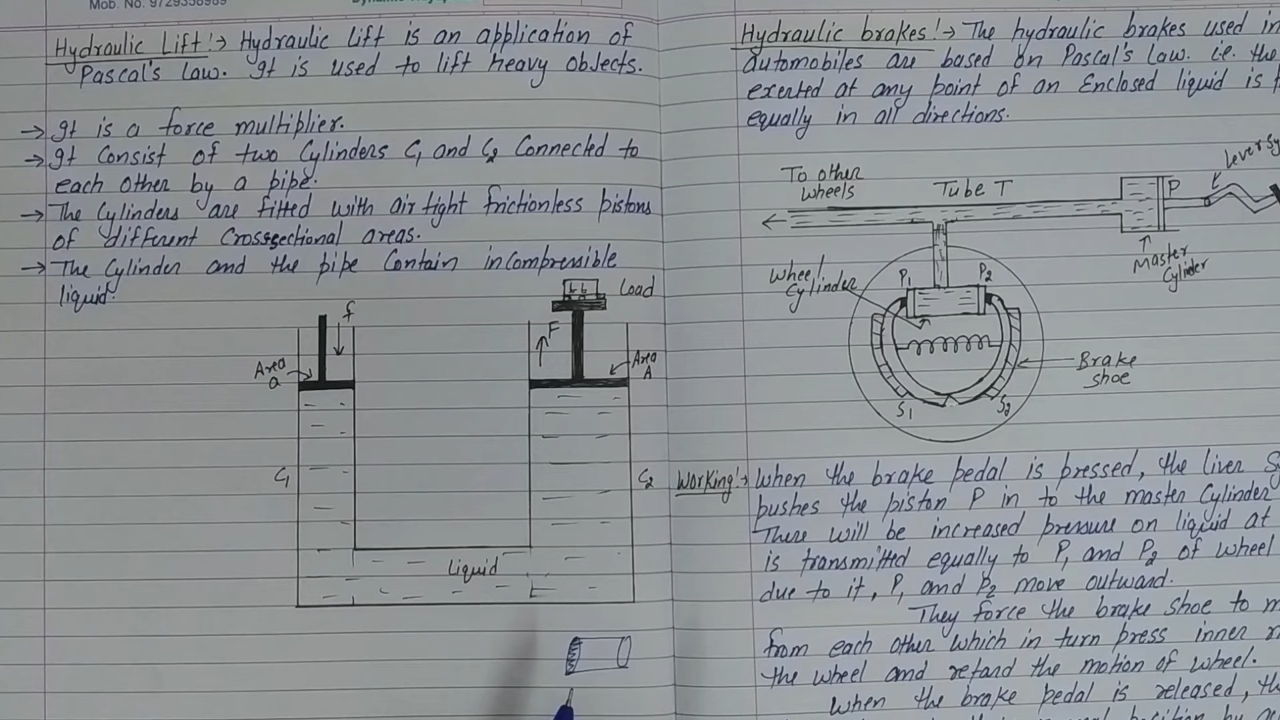 Mob. No. 9729358989
Hydraulic Lift:→ Hydraulic lift is an application of
Pascal's law. It is used to lift heavy objects.
→ It is a force multiplier.
→ It Consist of two Cylinders C1 and C2 Connected to
each other by a pipe.
→ The Cylinders are fitted with air tight frictionless pistons
of different Crosssectional areas.
→ The Cylinder and the pipe Contain incompressible
liquid.
Load
f
F
Area
a
Area
A
C1
C2
Liquid
Hydraulic brakes!→ The hydraulic brakes used in
automobiles are based on Pascal's Law. i.e. the
exerted at any point of an Enclosed liquid is
equally in all directions.
To other
wheels
Tube T
P
Lever Sy
Master
Cylinder
Wheel
Cylinder
P1
P2
Brake
shoe
S1
S2
Working:→ When the brake pedal is pressed, the liver S
pushes the piston P in to the master Cylinder
There will be increased pressure on liquid at
is transmitted equally to P1 and P2 of wheel
due to it, P1 and P2 move outward.
They force the brake shoe to m
from each other which in turn press inner
the wheel and retard the motion of wheel.
When the brake pedal is released, th
position by